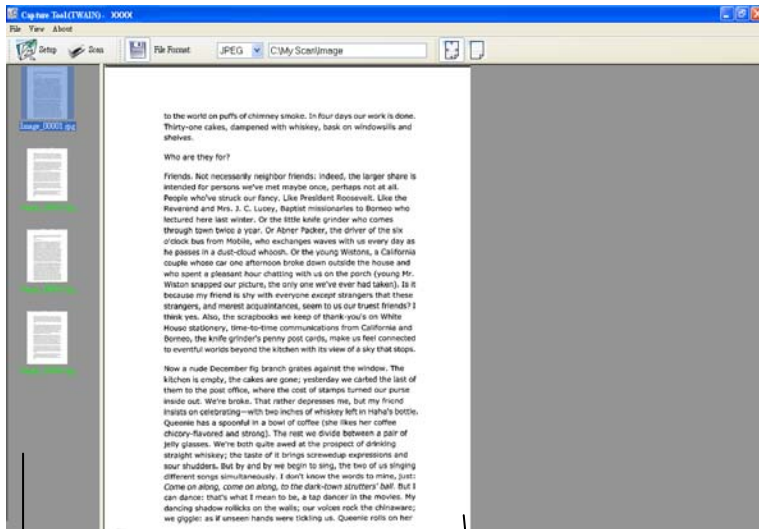 Capture Tool(TWAIN) - XXXX
File View About
Setup Scan File Format JPEG C:\My Scan\Image
Image_00001.jpg
to the world on puffs of chimney smoke. In four days our work is done.
Thirty-one cakes, dampened with whiskey, bask on windowsills and
shelves.
Who are they for?
Friends. Not necessarily neighbor friends: indeed, the larger share is
intended for persons we've met maybe once, perhaps not at all.
People who've struck our fancy. Like President Roosevelt. Like the
Reverend and Mrs. J. C. Lucey, Baptist missionaries to Borneo who
lectured here last winter. Or the little knife grinder who comes
through town twice a year. Or Abner Packer, the driver of the six
o'clock bus from Mobile, who exchanges waves with us every day as
he passes in a dust-cloud whoosh. Or the young Wistons, a California
couple whose car one afternoon broke down outside the house and
who spent a pleasant hour chatting with us on the porch (young Mr.
Wiston snapped our picture, the only one we've ever had taken). Is it
because my friend is shy with everyone except strangers that these
strangers, and merest acquaintances, seem to us our truest friends? I
think yes. Also, the scrapbooks we keep of thank-you's on White
House stationery, time-to-time communications from California and
Borneo, the knife grinder's penny post cards, make us feel connected
to eventful worlds beyond the kitchen with its view of a sky that stops.
Now a nude December fig branch grates against the window. The
kitchen is empty, the cakes are gone; yesterday we carted the last of
them to the post office, where the cost of stamps turned our purse
inside out. We're broke. That rather depresses me, but my friend
insists on celebrating—with two inches of whiskey left in Haha's bottle.
Queenie has a spoonful in a bowl of coffee (she likes her coffee
chicory-flavored and strong). The rest we divide between a pair of
jelly glasses. We're both quite awed at the prospect of drinking
straight whiskey; the taste of it brings screwedup expressions and
sour shudders. But by and by we begin to sing, the two of us singing
different songs simultaneously. I don't know the words to mine, just:
Come on along, come on along, to the dark-town strutters' ball. But I
can dance: that's what I mean to be, a tap dancer in the movies. My
dancing shadow rollicks on the walls; our voices rock the chinaware;
we giggle: as if unseen hands were tickling us. Queenie rolls on her